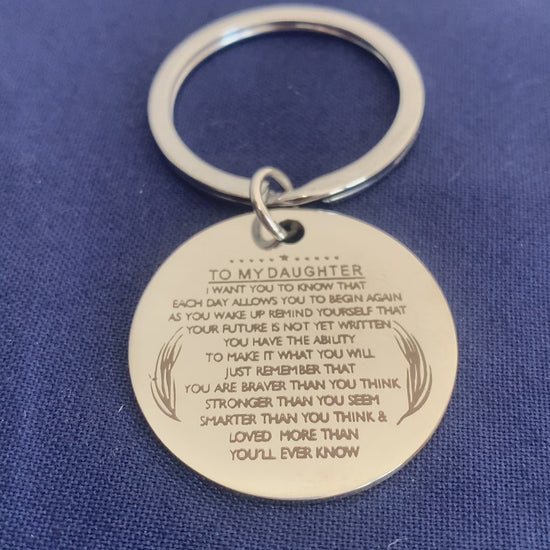 TO MY DAUGHTER
I WANT YOU TO KNOW THAT
EACH DAY ALLOWS YOU TO BEGIN AGAIN
AS YOU WAKE UP REMIND YOURSELF THAT
YOUR FUTURE IS NOT YET WRITTEN
YOU HAVE THE ABILITY
TO MAKE IT WHAT YOU WILL
JUST REMEMBER THAT
YOU ARE BRAVER THAN YOU THINK
STRONGER THAN YOU SEEM
SMARTER THAN YOU THINK &
LOVED MORE THAN
YOU'LL EVER KNOW